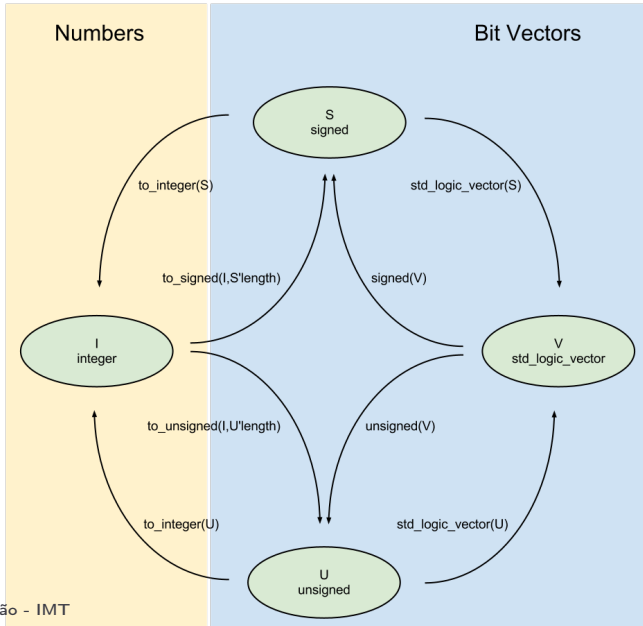 Numbers
Bit Vectors
S
signed
to_integer(S)
std_logic_vector(S)
to_signed(I,S'length)
signed(V)
I
integer
V
std_logic_vector
to_unsigned(I,U'length)
unsigned(V)
to_integer(U)
std_logic_vector(U)
U
unsigned
ão - IMT